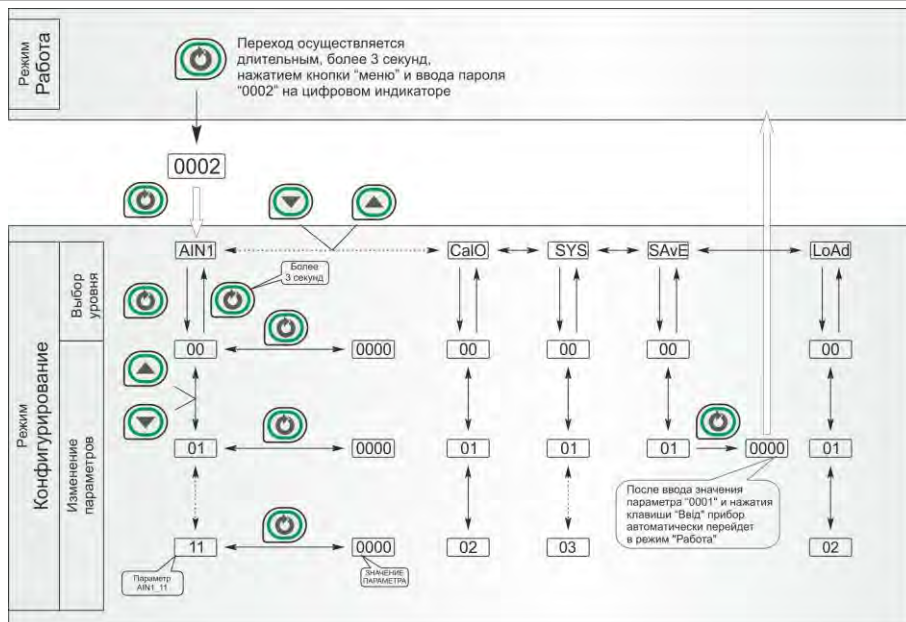 Режим
Работа
Переход осуществляется
длительным, более 3 секунд,
нажатием кнопки "меню" и ввода пароля
"0002" на цифровом индикаторе
0002
Режим
Конфигурирование
Выбор
уровня
Изменение
параметров
AIN1
CalO
SYS
SAvE
LoAd
Более
3 секунд
00
0000
00
00
00
00
01
0000
01
01
01
0000
01
После ввода значения
параметра "0001" и нажатия
клавиши "Ввід" прибор
автоматически перейдет
в режим "Работа"
11
0000
02
03
02
Параметр
AIN1_11
ЗНАЧЕНИЕ
ПАРАМЕТРА